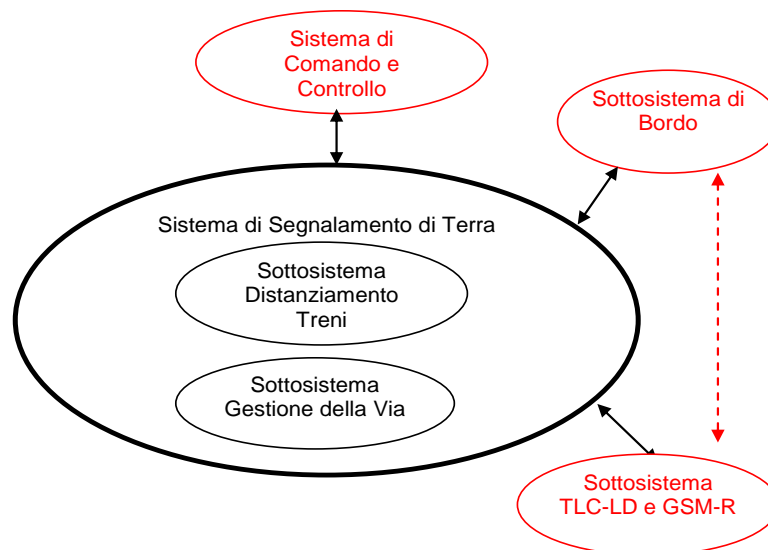 Sistema di
Comando e
Controllo
Sottosistema di
Bordo
Sistema di Segnalamento di Terra
Sottosistema
Distanziamento
Treni
Sottosistema
Gestione della Via
Sottosistema
TLC-LD e GSM-R